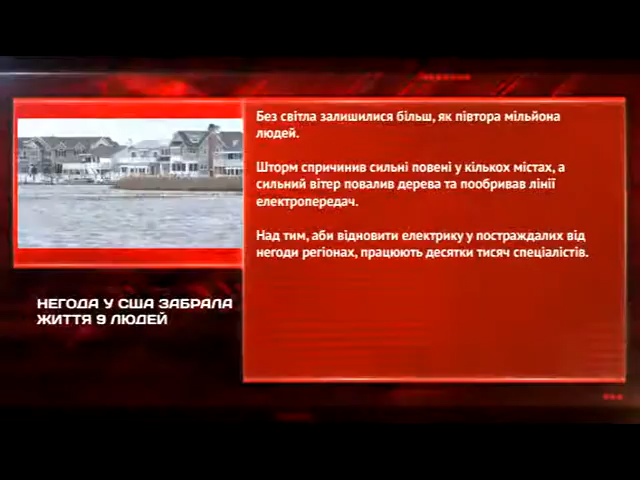 Без світла залишилися більш, як півтора мільйона
людей.
Шторм спричинив сильні повені у кількох містах, а
сильний вітер повалив дерева та пообривав лінії
електропередач.
Над тим, аби відновити електрику у постраждалих від
негоди регіонах, працюють десятки тисяч спеціалістів.
НЕГОДА У США ЗАБРАЛА
ЖИТТЯ 9 ЛЮДЕЙ